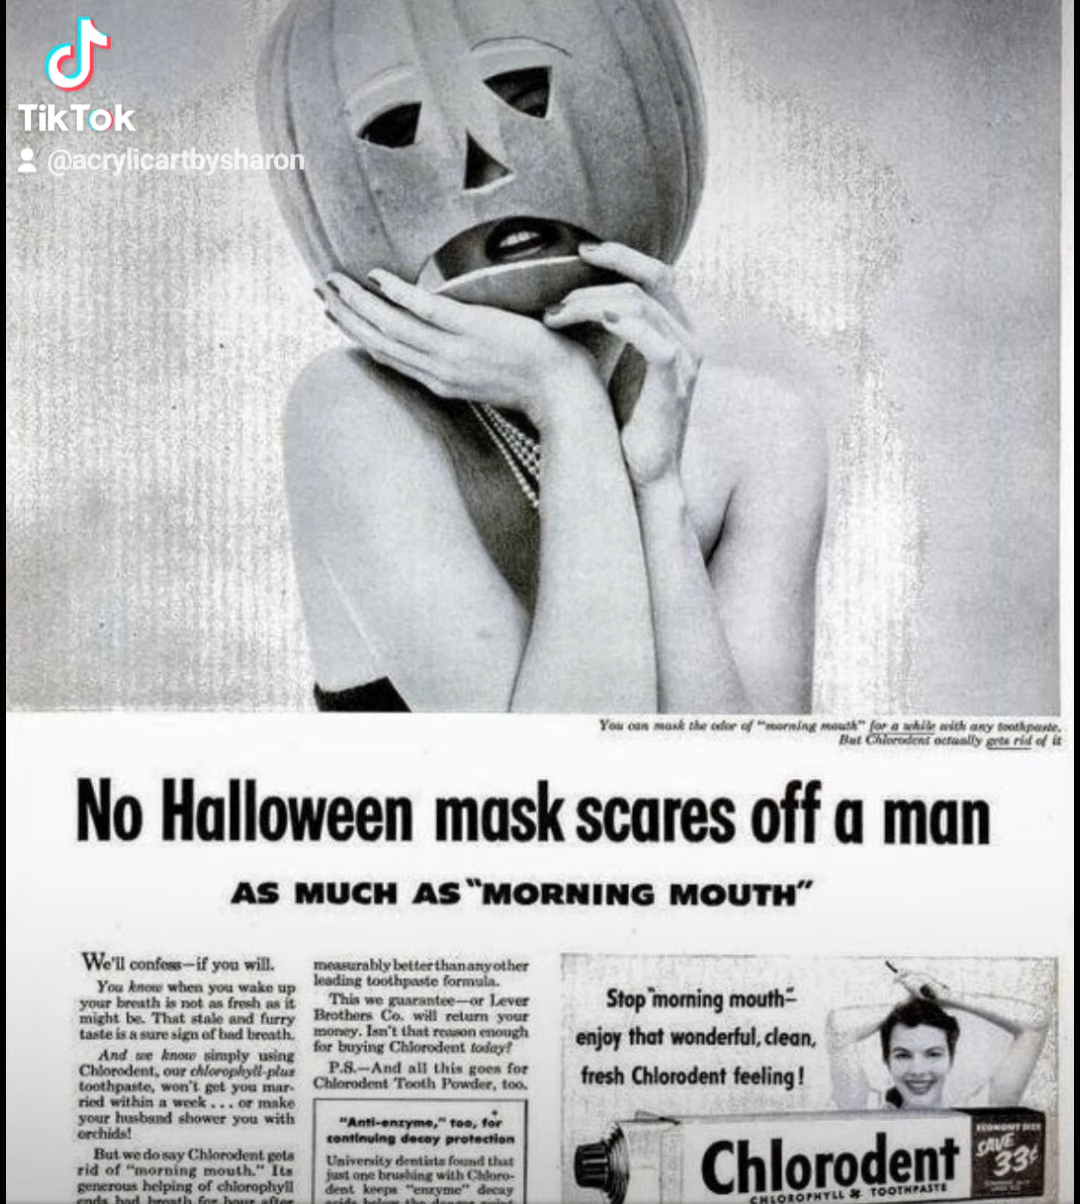 TikTok
@acrylicartbysharon
You can mask the odor of "morning mouth" for a while with any toothpaste.
But Chlorodent actually gets rid of it
No Halloween mask scares off a man
AS MUCH AS "MORNING MOUTH"
We'll confess—if you will.
You know when you wake up
your breath is not as fresh as it
might be. That stale and furry
taste is a sure sign of bad breath.
And we know simply using
Chlorodent, our chlorophyll-plus
toothpaste, won't get you mar-
ried within a week . . . or make
your husband shower you with
orchids!
But we do say Chlorodent gets
rid of "morning mouth." Its
generous helping of chlorophyll
ends bad breath for hours after
measurably better than any other
leading toothpaste formula.
This we guarantee—or Lever
Brothers Co. will return your
money. Isn't that reason enough
for buying Chlorodent today?
P.S.—And all this goes for
Chlorodent Tooth Powder, too.
"Anti-enzyme," too, for
continuing decay protection
University dentists found that
just one brushing with Chloro-
dent keeps "enzyme" decay
Stop "morning mouth"—
enjoy that wonderful, clean,
fresh Chlorodent feeling!
ECONOMY SIZE
SAVE
33¢
Chlorodent
CHLOROPHYLL TOOTHPASTE